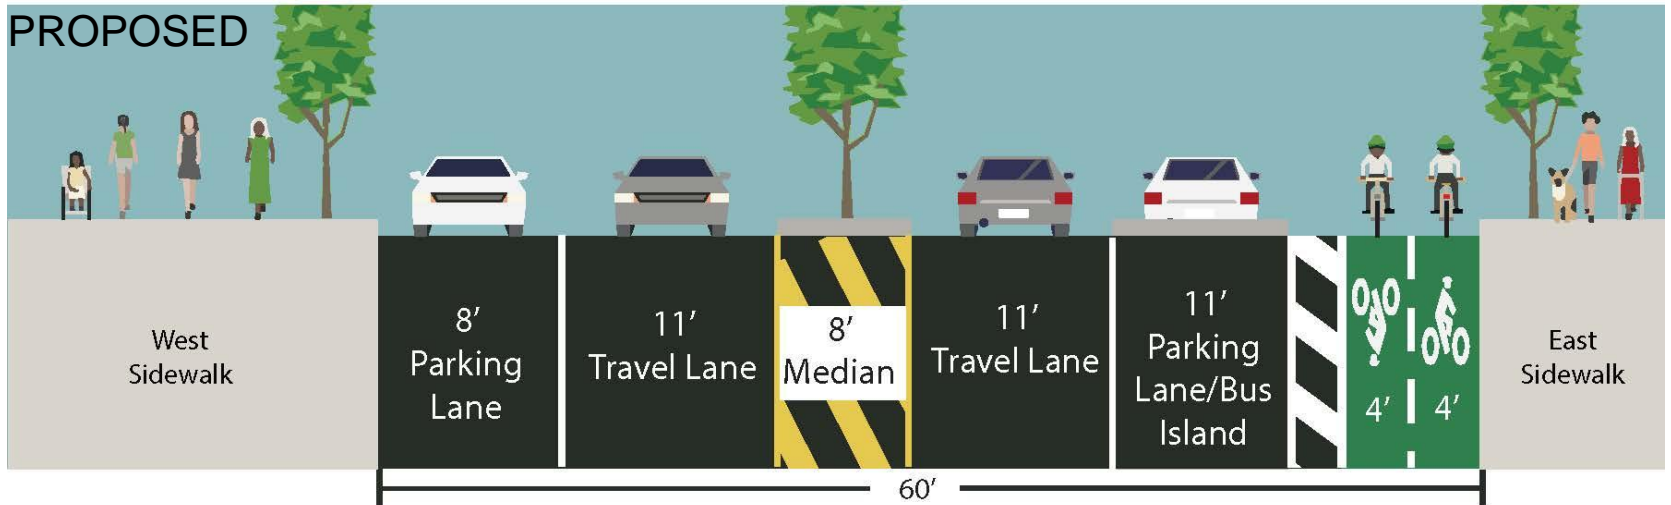 PROPOSED
West
Sidewalk
8'
Parking
Lane
11'
Travel Lane
8'
Median
11'
Travel Lane
11'
Parking
Lane/Bus
Island
4'
4'
East
Sidewalk
60'